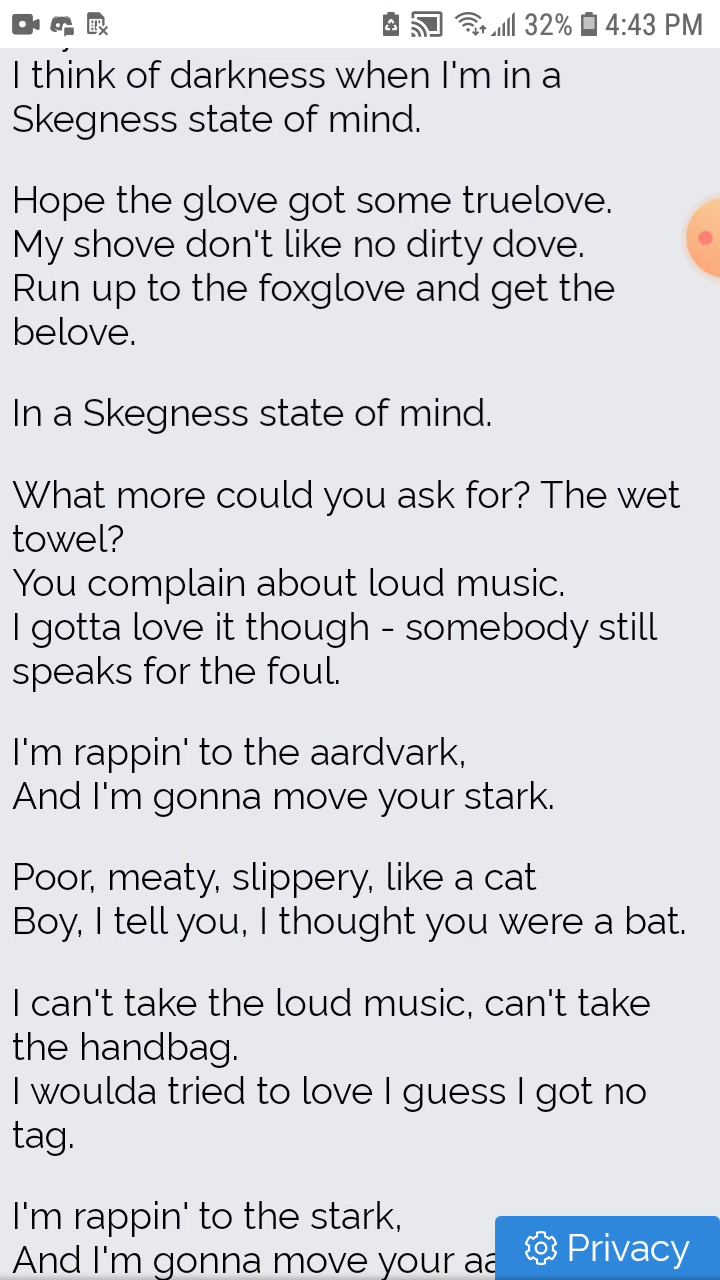 32% 4:43 PM
I think of darkness when I'm in a
Skegness state of mind.
Hope the glove got some truelove.
My shove don't like no dirty dove.
Run up to the foxglove and get the
belove.
In a Skegness state of mind.
What more could you ask for? The wet
towel?
You complain about loud music.
I gotta love it though - somebody still
speaks for the foul.
I'm rappin' to the aardvark,
And I'm gonna move your stark.
Poor, meaty, slippery, like a cat
Boy, I tell you, I thought you were a bat.
I can't take the loud music, can't take
the handbag.
I woulda tried to love I guess I got no
tag.
I'm rappin' to the stark,
And I'm gonna move your
Privacy